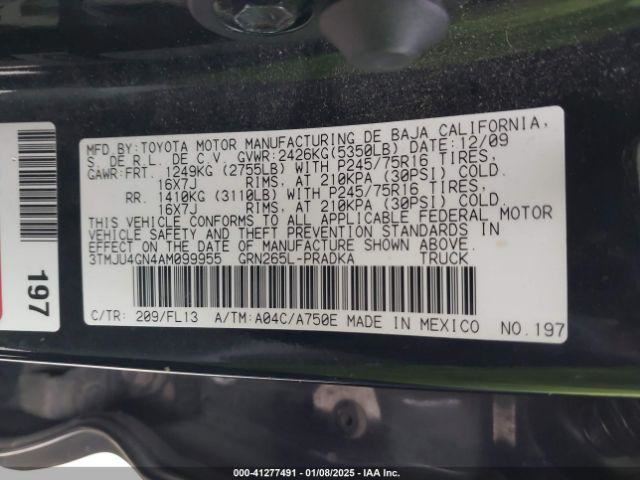 MFD.BY:TOYOTA MOTOR MANUFACTURING DE BAJA CALIFORNIA,
S. DE R.L. DE C.V. GVWR:2426KG(5350LB) DATE:12/09
GAWR:FRT. 1249KG (2755LB) WITH P245/75R16 TIRES,
16X7J RIMS, AT 210KPA (30PSI) COLD.
RR. 1410KG (3110LB) WITH P245/75R16 TIRES,
16X7J RIMS, AT 210KPA (30PSI) COLD.
THIS VEHICLE CONFORMS TO ALL APPLICABLE FEDERAL MOTOR
VEHICLE SAFETY AND THEFT PREVENTION STANDARDS IN
EFFECT ON THE DATE OF MANUFACTURE SHOWN ABOVE.
3TMJU4GN4AM099955 GRN265L-PRADKA TRUCK
C/TR: 209/FL13 A/TM:A04C/A750E MADE IN MEXICO NO.197
197
000-41277491 - 01/08/2025 - IAA Inc.